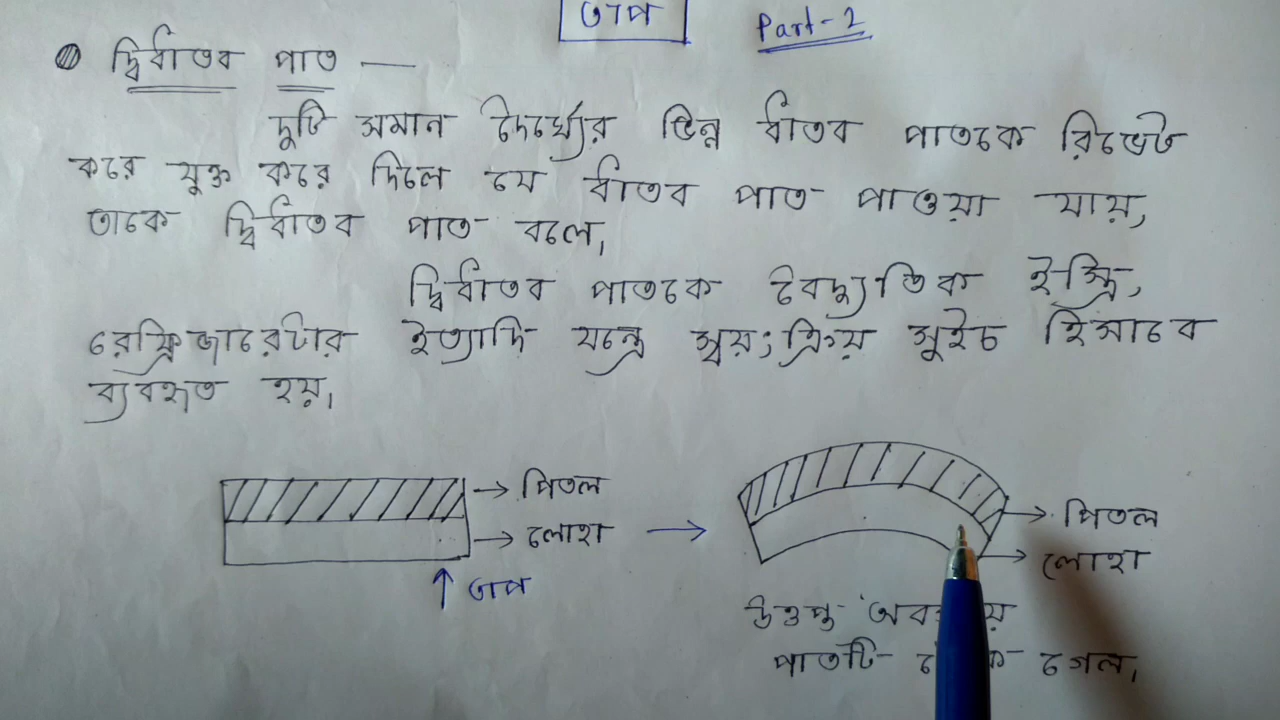 তাপ
Part-2
দ্বিধাতব পাত —
দুটি সমান দৈর্ঘ্যের ভিন্ন ধাতব পাতকে রিভেট
করে যুক্ত করে দিলে যে ধাতব পাত পাওয়া যায়,
তাকে দ্বিধাতব পাত বলে।
দ্বিধাতব পাতকে বৈদ্যুতিক ইস্ত্রি,
রেফ্রিজারেটার ইত্যাদি যন্ত্রে স্বয়ংক্রিয় সুইচ হিসাবে
ব্যবহৃত হয়।
পিতল
লোহা
তাপ
পিতল
লোহা
উত্তপ্ত
পাতটি গেল।